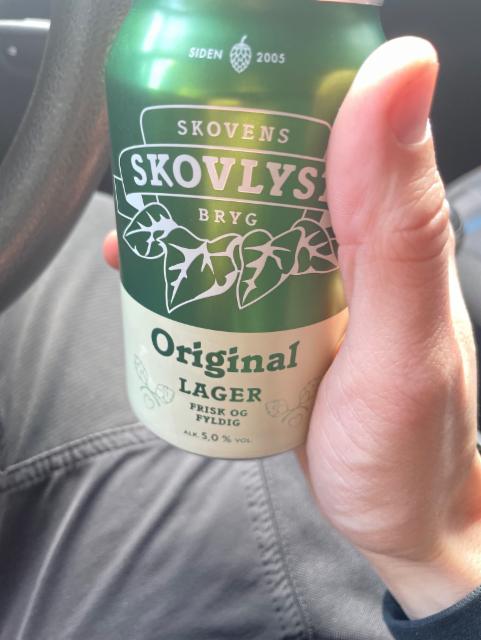 SIDEN 2005
SKOVENS
SKOVLYST
BRYG
Original
LAGER
FRISK OG
FYLDIG
ALK. 5,0 % VOL.